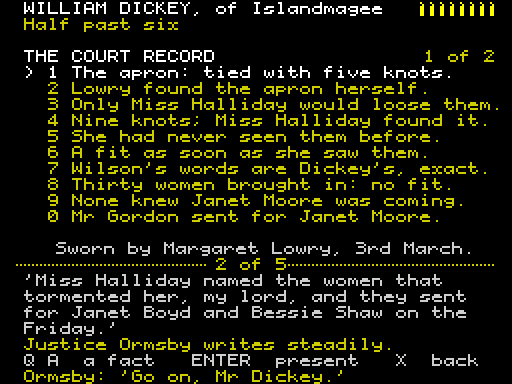 WILLIAM DICKEY, of Islandmagee
Half past six
THE COURT RECORD 1 of 2
> 1 The apron: tied with five knots.
2 Lowry found the apron herself.
3 Only Miss Halliday would loose them.
4 Nine knots; Miss Halliday found it.
5 She had never seen them before.
6 A fit as soon as she saw them.
7 Wilson's words are Dickey's, exact.
8 Thirty women brought in: no fit.
9 None knew Janet Moore was coming.
0 Mr Gordon sent for Janet Moore.
Sworn by Margaret Lowry, 3rd March.
2 of 5
'Miss Halliday named the women that
tormented her, my lord, and they sent
for Janet Boyd and Bessie Shaw on the
Friday.'
Justice Ormsby writes steadily.
Q A a fact ENTER present X back
Ormsby: 'Go on, Mr Dickey.'